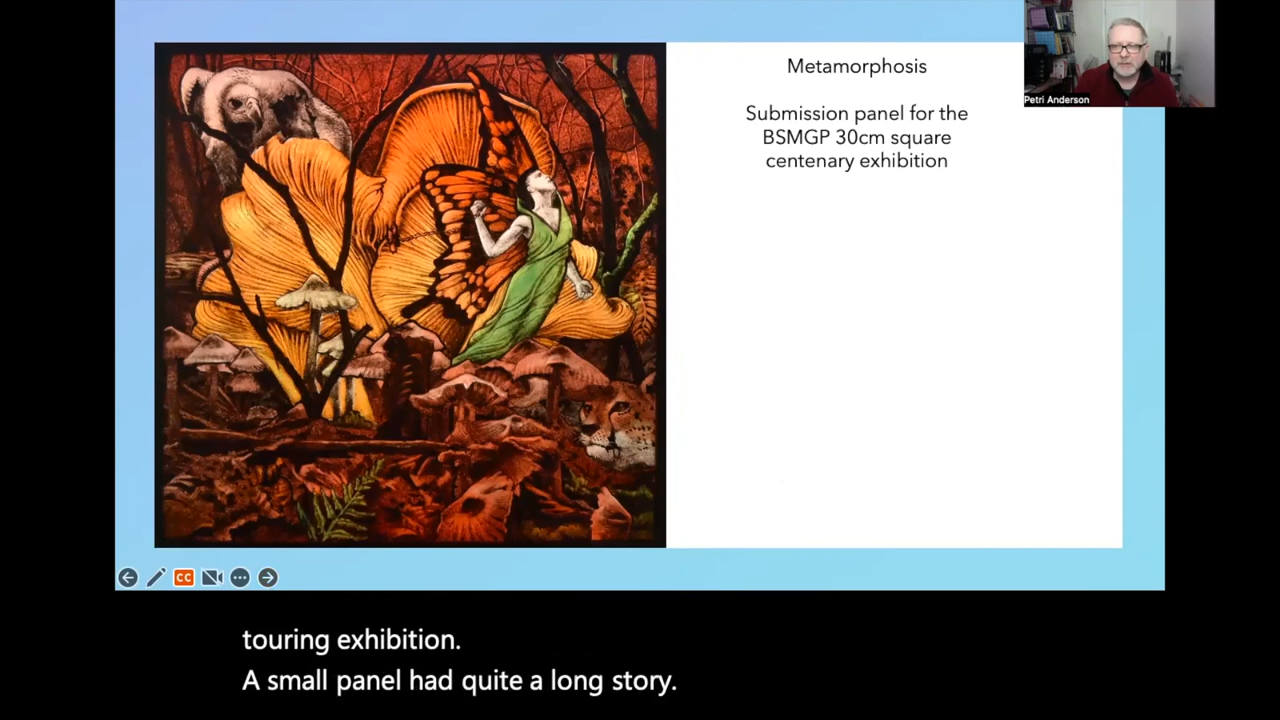 Metamorphosis
Submission panel for the
BSMGP 30cm square
centenary exhibition
Petri Anderson
CC
touring exhibition.
A small panel had quite a long story.